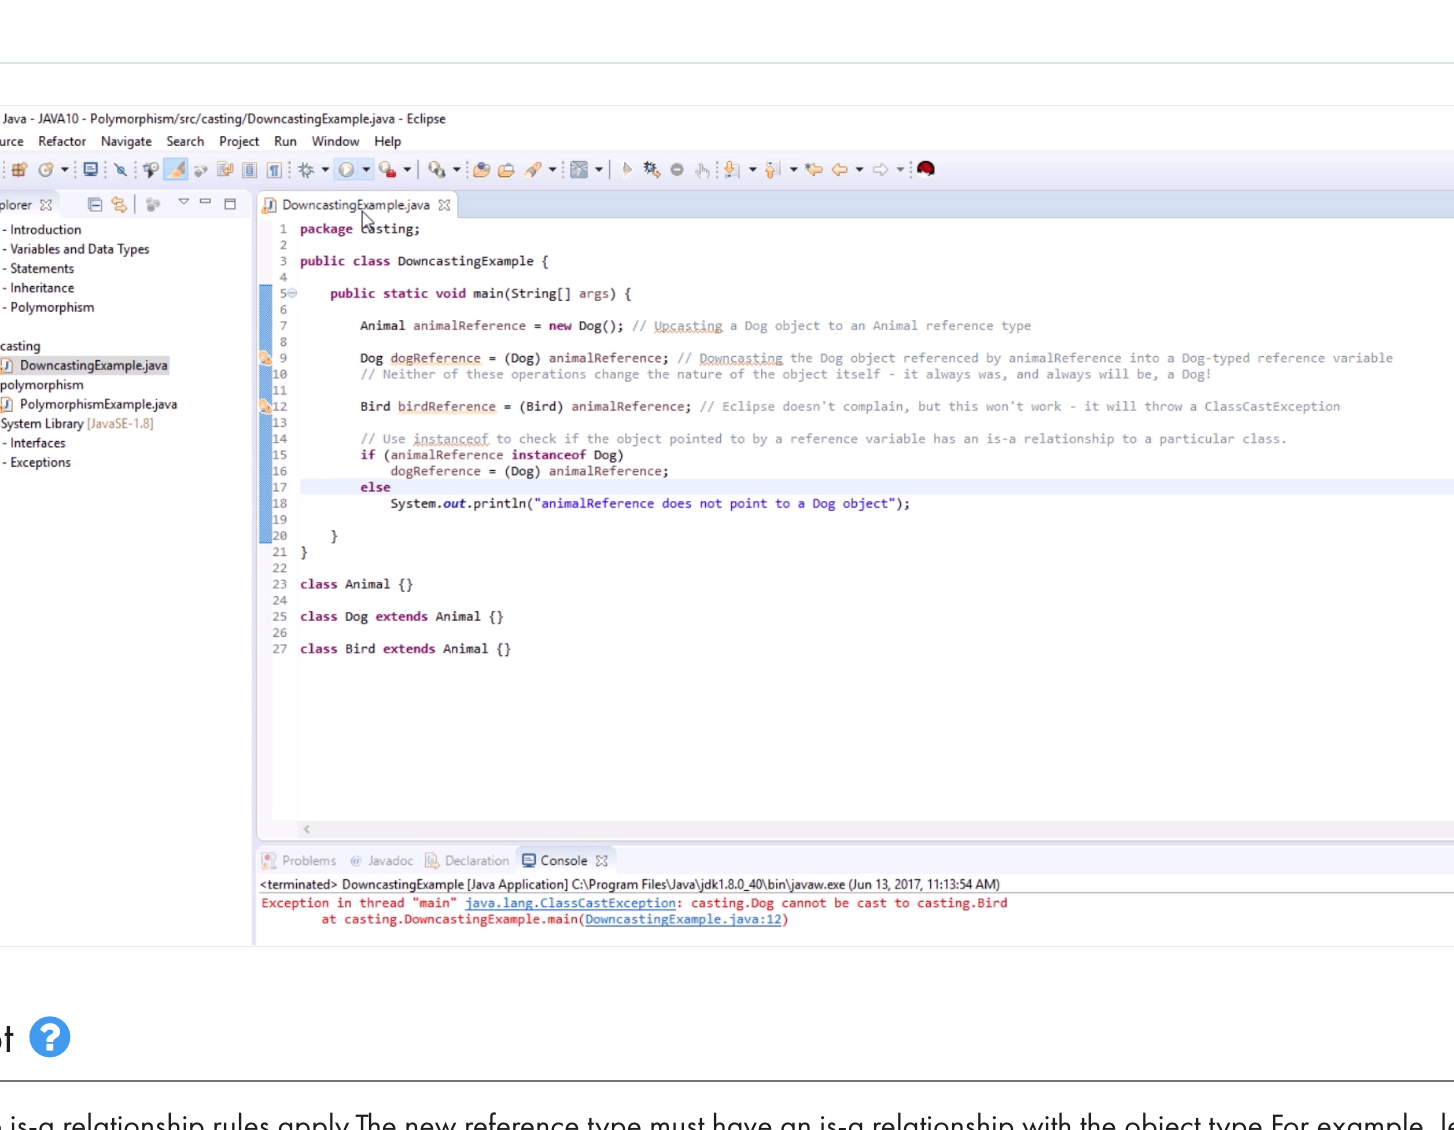 Java - JAVA10 - Polymorphism/src/casting/DowncastingExample.java - Eclipse
urce Refactor Navigate Search Project Run Window Help
plorer
DowncastingExample.java
- Introduction
- Variables and Data Types
- Statements
- Inheritance
- Polymorphism
casting
DowncastingExample.java
polymorphism
PolymorphismExample.java
System Library [JavaSE-1.8]
- Interfaces
- Exceptions
1 package casting;
2
3 public class DowncastingExample {
4
5 public static void main(String[] args) {
6
7 Animal animalReference = new Dog(); // Upcasting a Dog object to an Animal reference type
8
9 Dog dogReference = (Dog) animalReference; // Downcasting the Dog object referenced by animalReference into a Dog-typed reference variable
10 // Neither of these operations change the nature of the object itself - it always was, and always will be, a Dog!
11
12 Bird birdReference = (Bird) animalReference; // Eclipse doesn't complain, but this won't work - it will throw a ClassCastException
13
14 // Use instanceof to check if the object pointed to by a reference variable has an is-a relationship to a particular class.
15 if (animalReference instanceof Dog)
16 dogReference = (Dog) animalReference;
17 else
18 System.out.println("animalReference does not point to a Dog object");
19
20 }
21 }
22
23 class Animal {}
24
25 class Dog extends Animal {}
26
27 class Bird extends Animal {}
Problems @ Javadoc Declaration Console
<terminated> DowncastingExample [Java Application] C:\Program Files\Java\jdk1.8.0_40\bin\javaw.exe (Jun 13, 2017, 11:13:54 AM)
Exception in thread "main" java.lang.ClassCastException: casting.Dog cannot be cast to casting.Bird
at casting.DowncastingExample.main(DowncastingExample.java:12)
?
is-a relationship rules apply. The new reference type must have an is-a relationship with the object type. For example, le